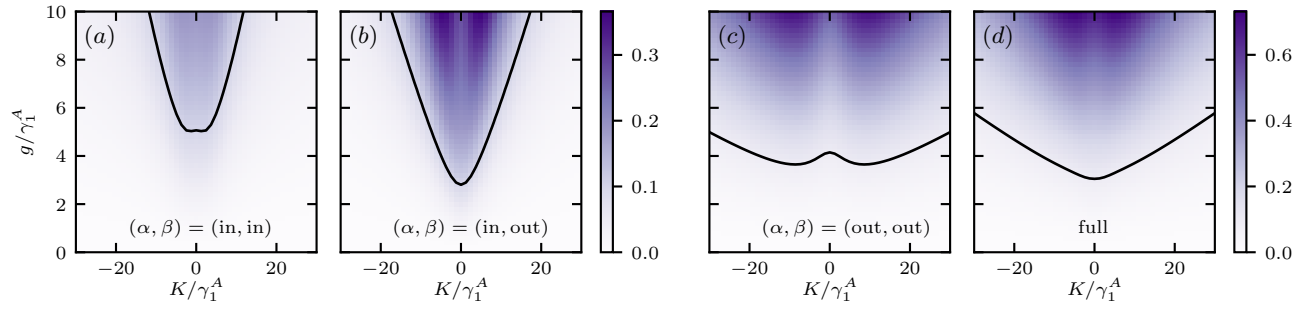 10
8
6
4
2
0
g/γ₁ᴬ
(a)
(α, β) = (in, in)
−20
0
20
K/γ₁ᴬ
(b)
(α, β) = (in, out)
−20
0
20
K/γ₁ᴬ
0.3
0.2
0.1
0.0
(c)
(α, β) = (out, out)
−20
0
20
K/γ₁ᴬ
(d)
full
−20
0
20
K/γ₁ᴬ
0.6
0.4
0.2
0.0